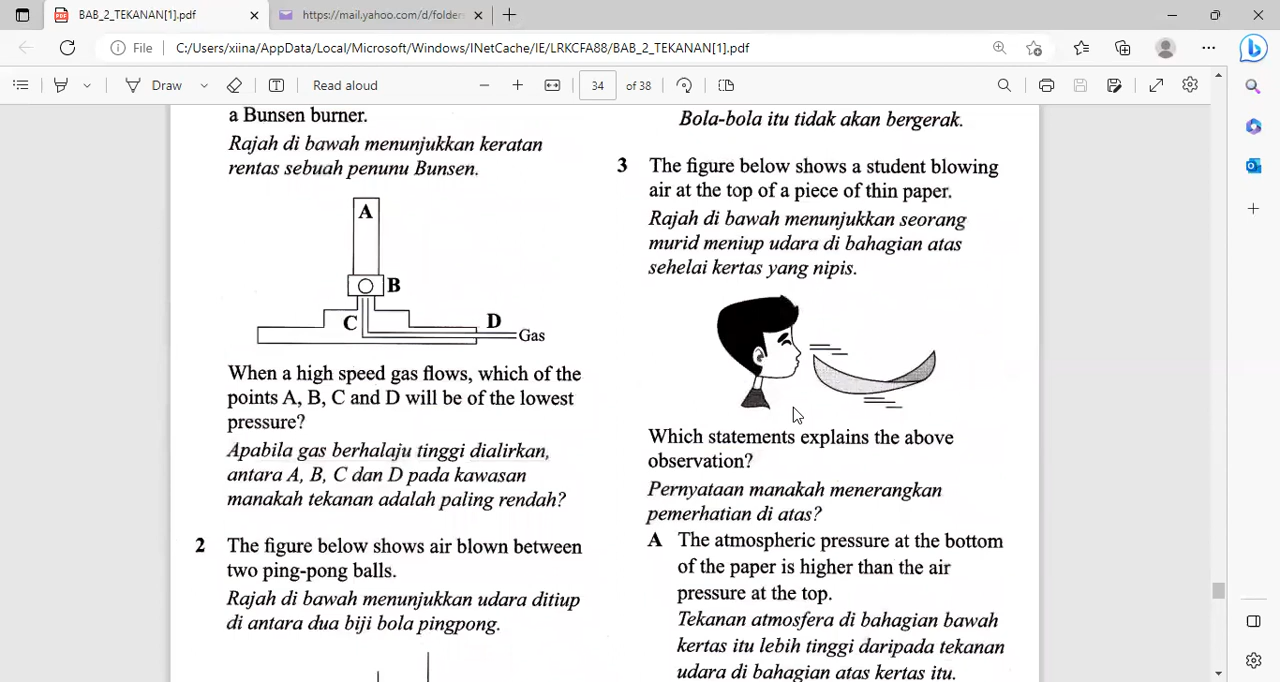 BAB_2_TEKANAN[1].pdf
https://mail.yahoo.com/d/folder
File
C:/Users/xiina/AppData/Local/Microsoft/Windows/INetCache/IE/LRKCFA88/BAB_2_TEKANAN[1].pdf
Draw
Read aloud
34
of 38
a Bunsen burner.
Rajah di bawah menunjukkan keratan
rentas sebuah penunu Bunsen.
A
B
C
D
Gas
When a high speed gas flows, which of the
points A, B, C and D will be of the lowest
pressure?
Apabila gas berhalaju tinggi dialirkan,
antara A, B, C dan D pada kawasan
manakah tekanan adalah paling rendah?
2 The figure below shows air blown between
two ping-pong balls.
Rajah di bawah menunjukkan udara ditiup
di antara dua biji bola pingpong.
Bola-bola itu tidak akan bergerak.
3 The figure below shows a student blowing
air at the top of a piece of thin paper.
Rajah di bawah menunjukkan seorang
murid meniup udara di bahagian atas
sehelai kertas yang nipis.
Which statements explains the above
observation?
Pernyataan manakah menerangkan
pemerhatian di atas?
A The atmospheric pressure at the bottom
of the paper is higher than the air
pressure at the top.
Tekanan atmosfera di bahagian bawah
kertas itu lebih tinggi daripada tekanan
udara di bahagian atas kertas itu.